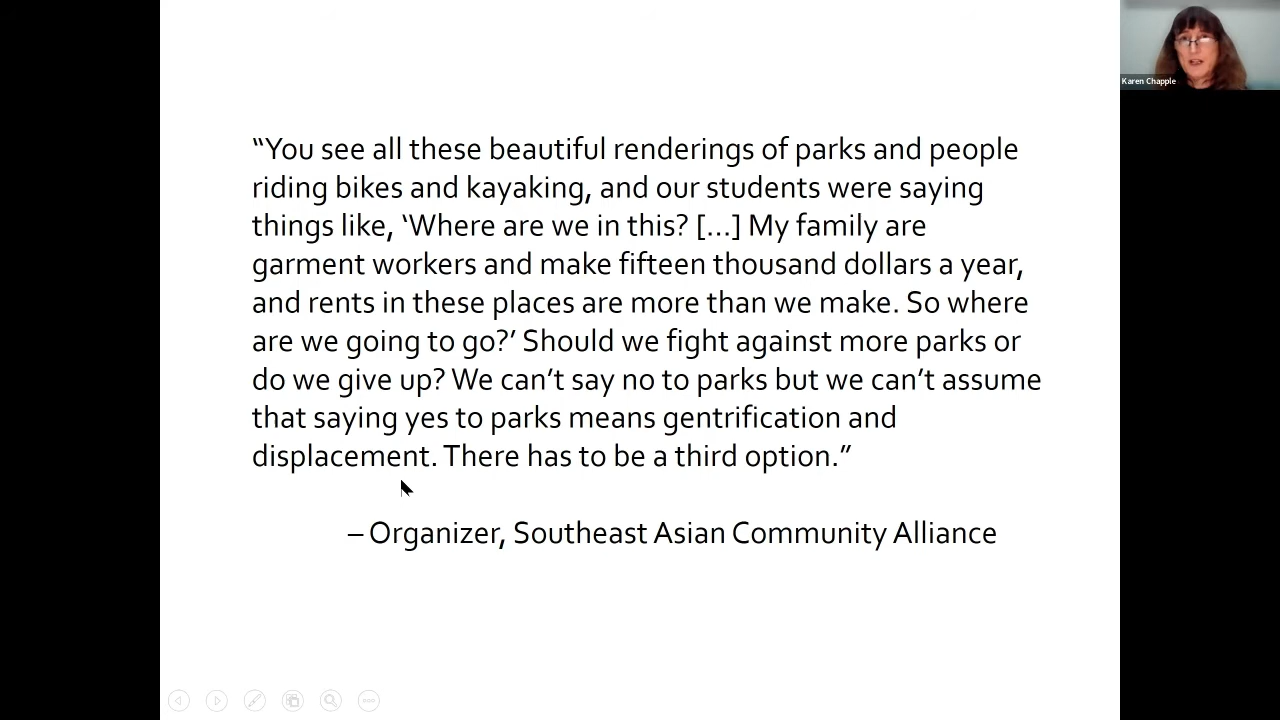 Karen Chapple
“You see all these beautiful renderings of parks and people
riding bikes and kayaking, and our students were saying
things like, ‘Where are we in this? [...] My family are
garment workers and make fifteen thousand dollars a year,
and rents in these places are more than we make. So where
are we going to go?’ Should we fight against more parks or
do we give up? We can’t say no to parks but we can’t assume
that saying yes to parks means gentrification and
displacement. There has to be a third option.”
– Organizer, Southeast Asian Community Alliance